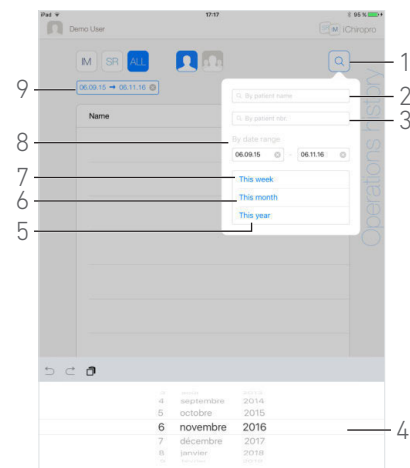 iPad
17:17
95 %
Demo User
iChiropro
IM SR ALL
1
9
06.09.15 → 06.11.16
By patient name
2
Name
By patient nbr.
3
8
By date range
06.09.15 - 06.11.16
7
This week
6
This month
5
This year
Operations history
4 septembre 2014
5 octobre 2015
6 novembre 2016
4
7 décembre 2017
8 janvier 2018